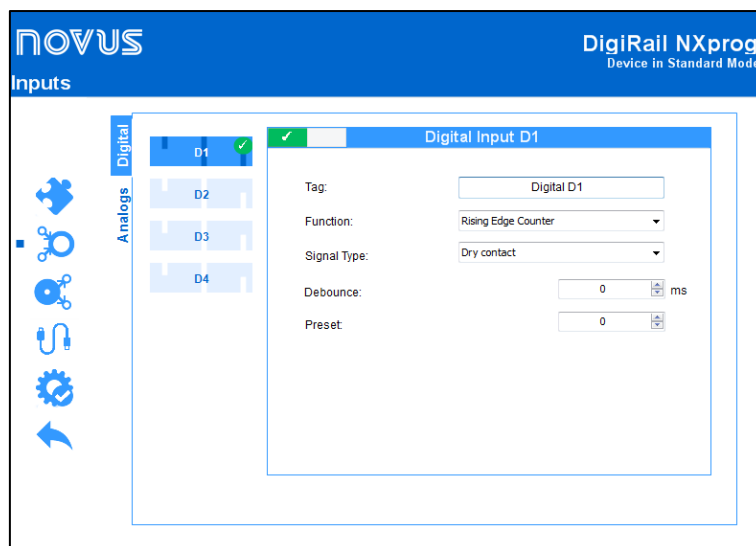 NOVUS
DigiRail NXprog
Device in Standard Mode
Inputs
Digital
Analogs
D1
D2
D3
D4
Digital Input D1
Tag: Digital D1
Function: Rising Edge Counter
Signal Type: Dry contact
Debounce: 0 ms
Preset: 0